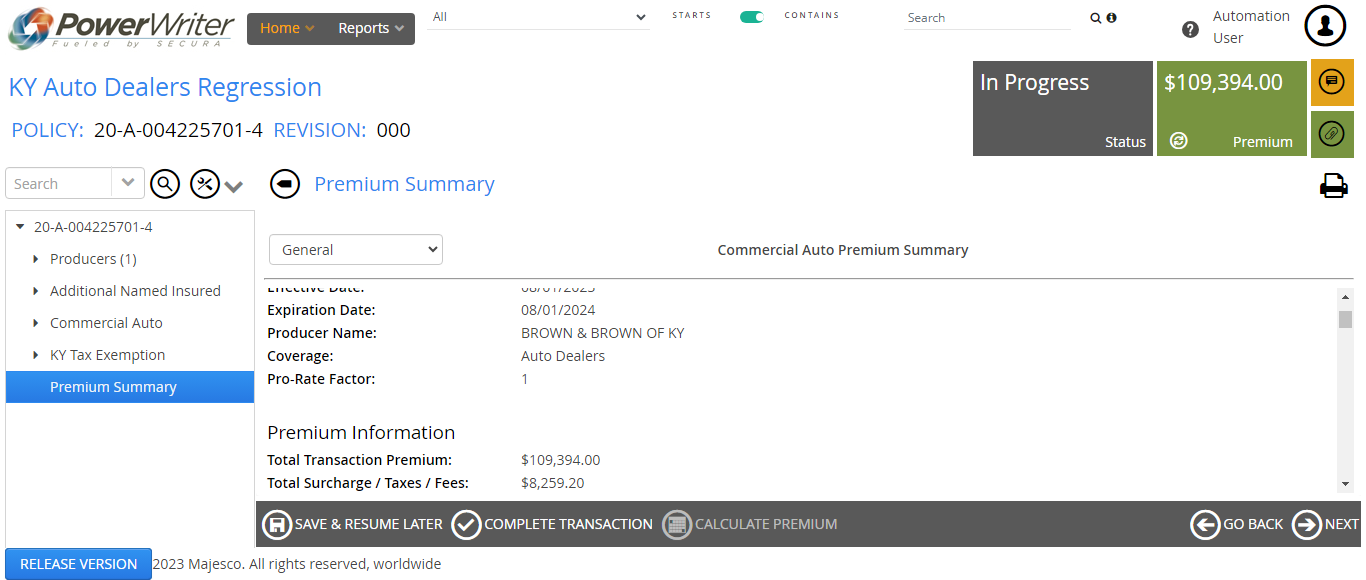 PowerWriter
Fueled by SECURA
Home
Reports
All
STARTS
CONTAINS
Search
Automation
User
KY Auto Dealers Regression
POLICY: 20-A-004225701-4 REVISION: 000
In Progress
Status
$109,394.00
Premium
Search
Premium Summary
20-A-004225701-4
Producers (1)
Additional Named Insured
Commercial Auto
KY Tax Exemption
Premium Summary
General
Commercial Auto Premium Summary
Effective Date: 08/01/2023
Expiration Date: 08/01/2024
Producer Name: BROWN & BROWN OF KY
Coverage: Auto Dealers
Pro-Rate Factor: 1
Premium Information
Total Transaction Premium: $109,394.00
Total Surcharge / Taxes / Fees: $8,259.20
SAVE & RESUME LATER
COMPLETE TRANSACTION
CALCULATE PREMIUM
GO BACK
NEXT
RELEASE VERSION
2023 Majesco. All rights reserved, worldwide